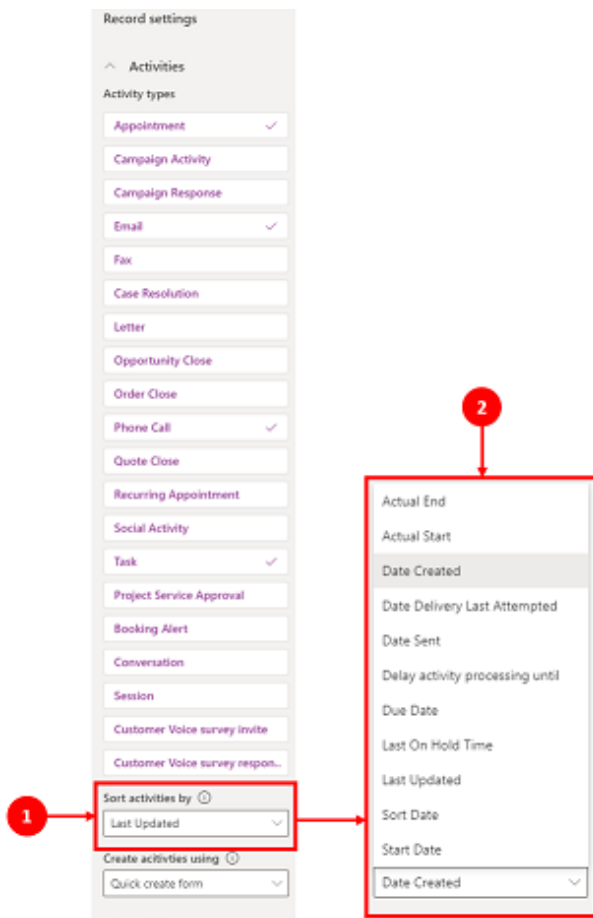 Record settings
Activities
Activity types
Appointment
Campaign Activity
Campaign Response
Email
Fax
Case Resolution
Letter
Opportunity Close
Order Close
Phone Call
Quote Close
Recurring Appointment
Social Activity
Task
Project Service Approval
Booking Alert
Conversation
Session
Customer Voice survey invite
Customer Voice survey respon...
Sort activities by
1
Last Updated
Create acitivties using
Quick create form
2
Actual End
Actual Start
Date Created
Date Delivery Last Attempted
Date Sent
Delay activity processing until
Due Date
Last On Hold Time
Last Updated
Sort Date
Start Date
Date Created